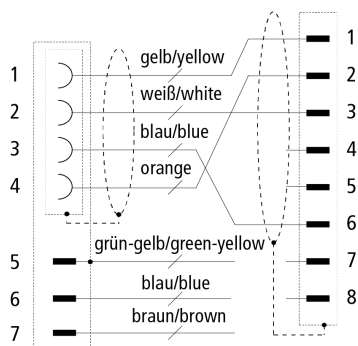 gelb/yellow
1
1
weiß/white
2
2
blau/blue
3
3
orange
4
4
5
6
grün-gelb/green-yellow
5
7
blau/blue
6
8
braun/brown
7